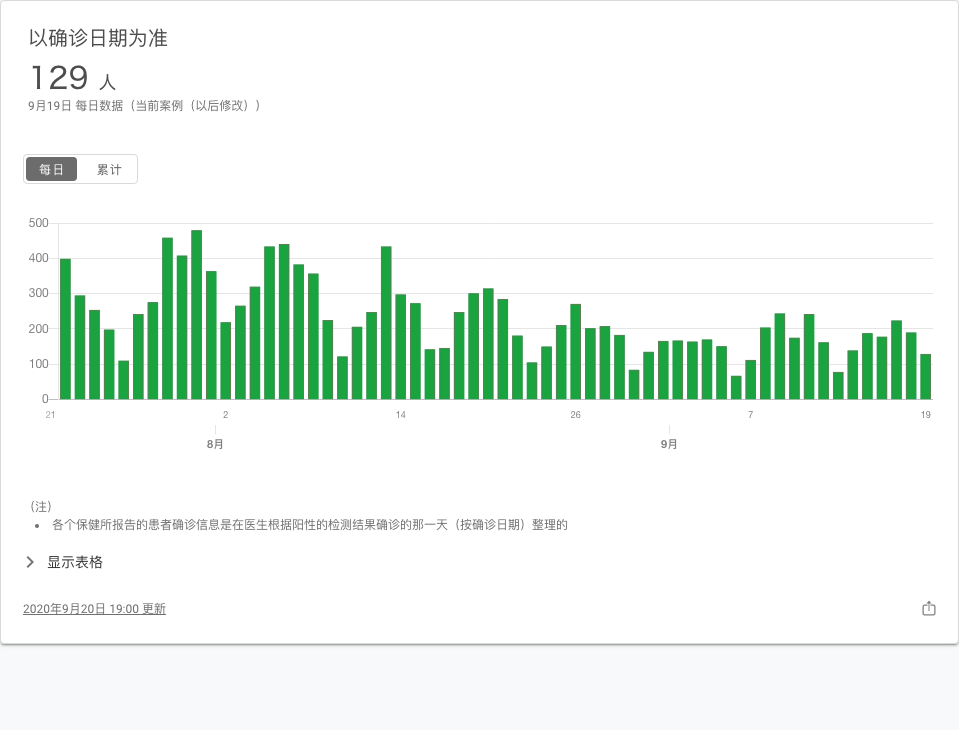 以确诊日期为准
129 人
9月19日 每日数据（当前案例（以后修改））
每日 累计
500
400
300
200
100
0
21 2 14 26 7 19
8月 9月
（注）
• 各个保健所报告的患者确诊信息是在医生根据阳性的检测结果确诊的那一天（按确诊日期）整理的
显示表格
2020年9月20日 19:00 更新